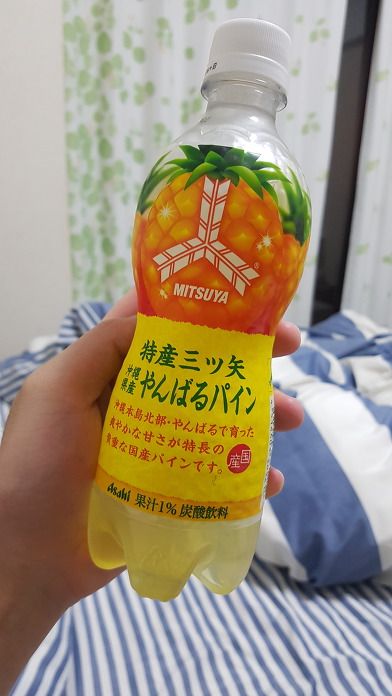 MITSUYA
®
特産三ツ矢
沖縄県産 やんばるパイン
沖縄本島北部・やんばるで育った
爽やかな甘さが特長の
貴重な国産パインです。
国産
Asahi 果汁1% 炭酸飲料